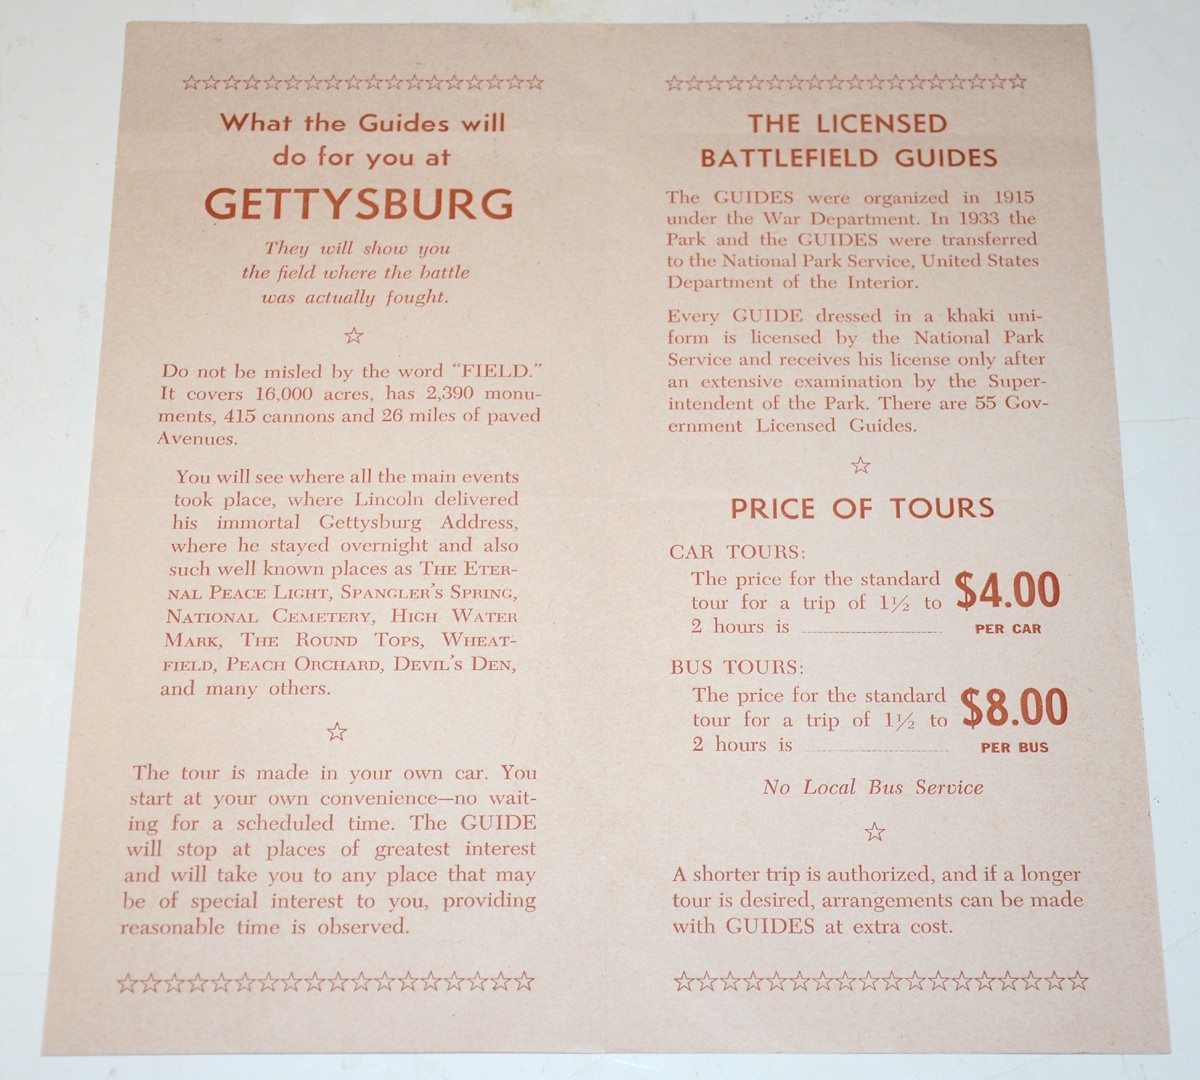 What the Guides will
do for you at
GETTYSBURG
They will show you
the field where the battle
was actually fought.
Do not be misled by the word “FIELD.”
It covers 16,000 acres, has 2,390 monu-
ments, 415 cannons and 26 miles of paved
Avenues.
You will see where all the main events
took place, where Lincoln delivered
his immortal Gettysburg Address,
where he stayed overnight and also
such well known places as THE ETER-
NAL PEACE LIGHT, SPANGLER'S SPRING,
NATIONAL CEMETERY, HIGH WATER
MARK, THE ROUND TOPS, WHEAT-
FIELD, PEACH ORCHARD, DEVIL'S DEN,
and many others.
The tour is made in your own car. You
start at your own convenience—no wait-
ing for a scheduled time. The GUIDE
will stop at places of greatest interest
and will take you to any place that may
be of special interest to you, providing
reasonable time is observed.
THE LICENSED
BATTLEFIELD GUIDES
The GUIDES were organized in 1915
under the War Department. In 1933 the
Park and the GUIDES were transferred
to the National Park Service, United States
Department of the Interior.
Every GUIDE dressed in a khaki uni-
form is licensed by the National Park
Service and receives his license only after
an extensive examination by the Super-
intendent of the Park. There are 55 Gov-
ernment Licensed Guides.
PRICE OF TOURS
CAR TOURS:
The price for the standard
tour for a trip of 1½ to
2 hours is
$4.00
PER CAR
BUS TOURS:
The price for the standard
tour for a trip of 1½ to
2 hours is
$8.00
PER BUS
No Local Bus Service
A shorter trip is authorized, and if a longer
tour is desired, arrangements can be made
with GUIDES at extra cost.